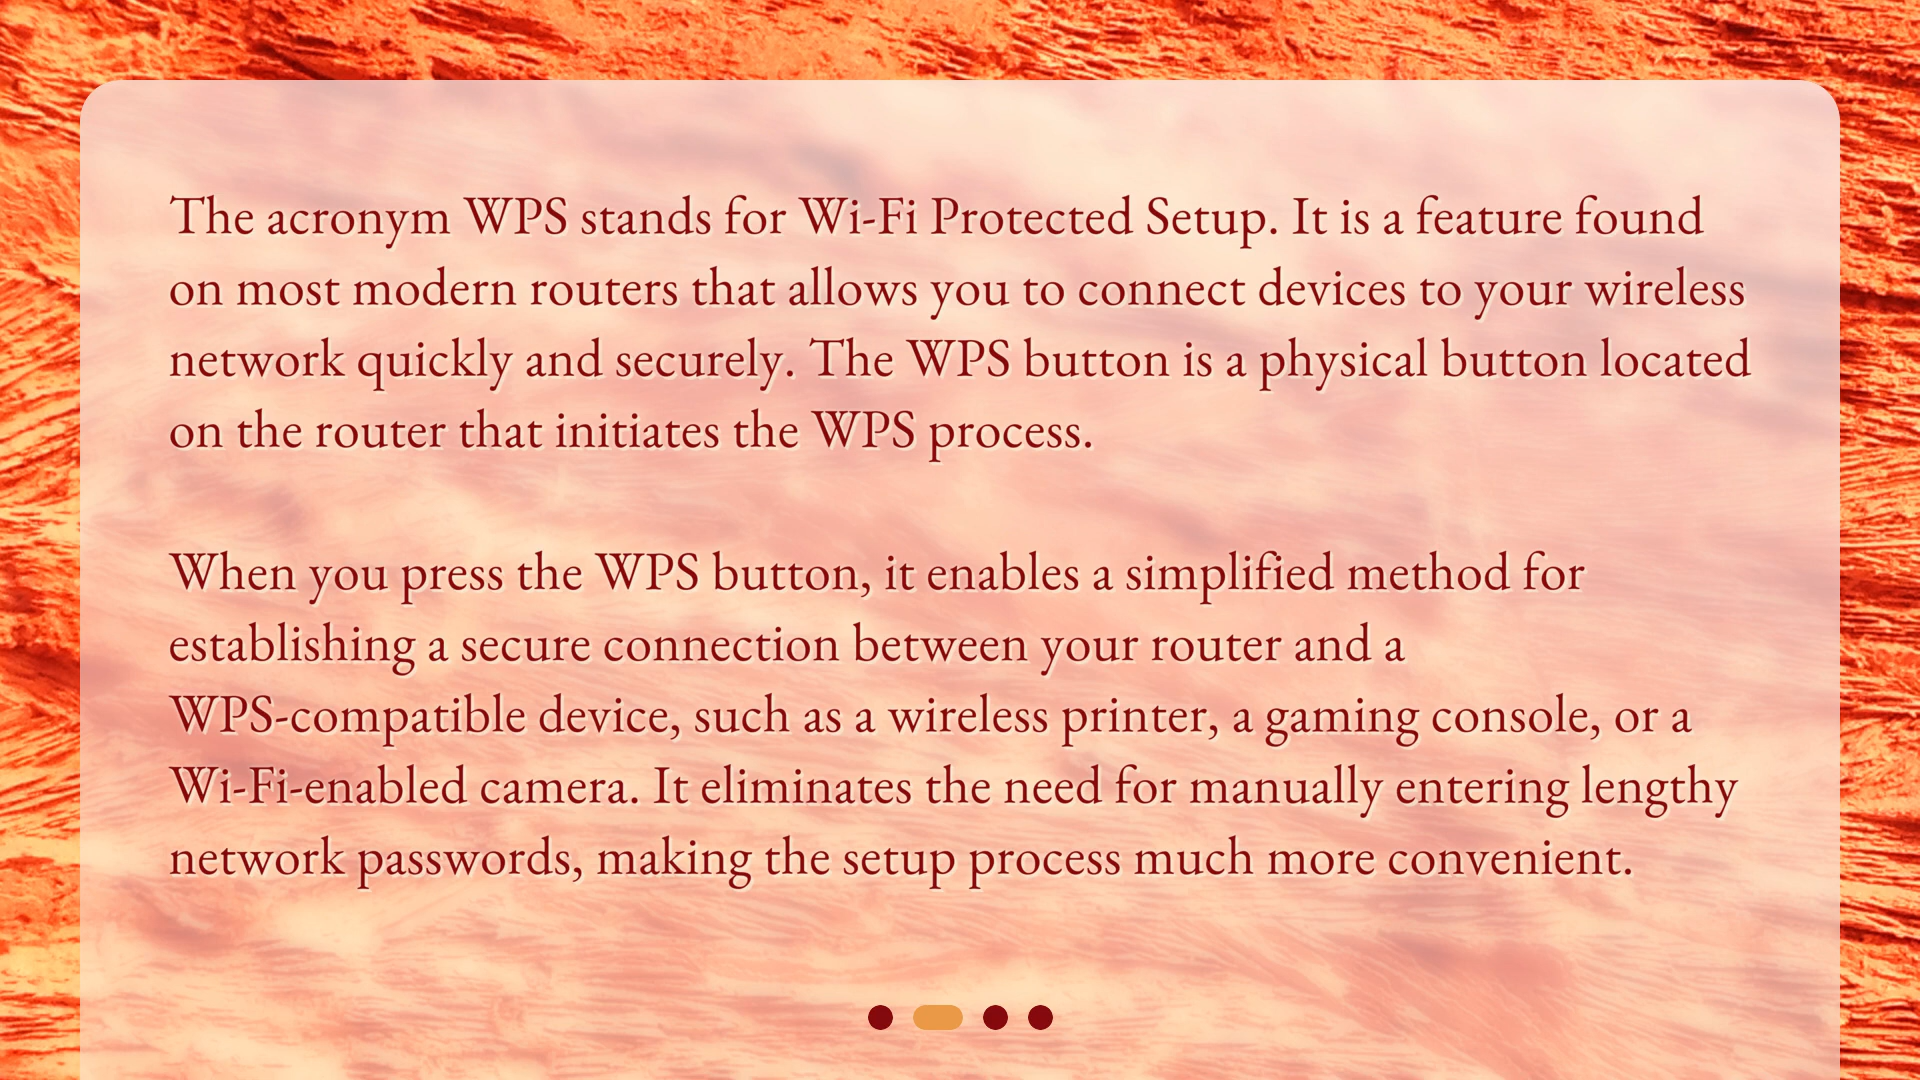 The acronym WPS stands for Wi-Fi Protected Setup. It is a feature found
on most modern routers that allows you to connect devices to your wireless
network quickly and securely. The WPS button is a physical button located
on the router that initiates the WPS process.
When you press the WPS button, it enables a simplified method for
establishing a secure connection between your router and a
WPS-compatible device, such as a wireless printer, a gaming console, or a
Wi-Fi-enabled camera. It eliminates the need for manually entering lengthy
network passwords, making the setup process much more convenient.